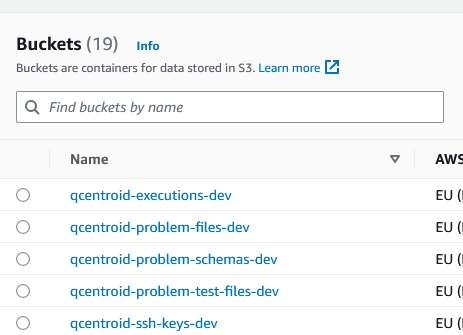 Buckets (19) Info
Buckets are containers for data stored in S3. Learn more
Find buckets by name
Name AWS
qcentroid-executions-dev EU (
qcentroid-problem-files-dev EU (
qcentroid-problem-schemas-dev EU (
qcentroid-problem-test-files-dev EU (
qcentroid-ssh-keys-dev EU (